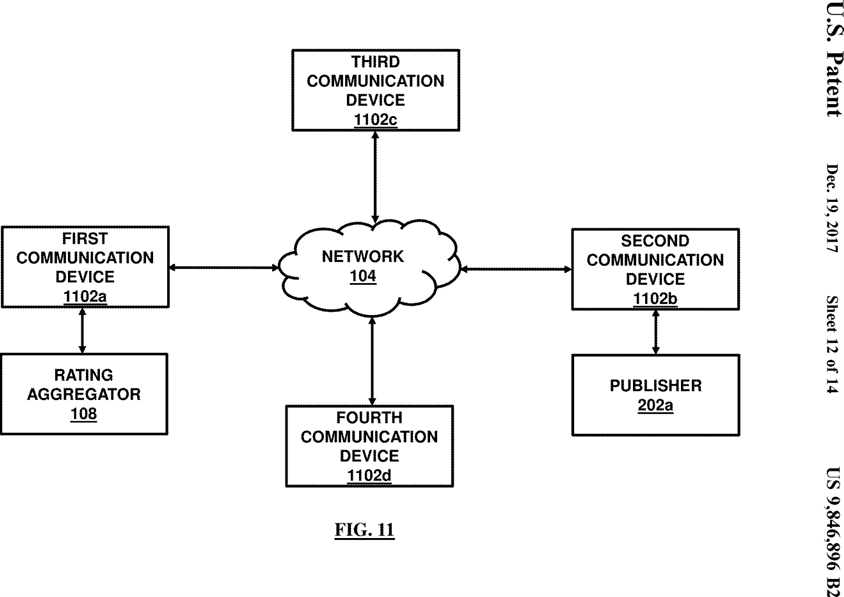 U.S. Patent
Dec. 19, 2017
Sheet 12 of 14
US 9,846,896 B2
THIRD
COMMUNICATION
DEVICE
1102c
FIRST
COMMUNICATION
DEVICE
1102a
NETWORK
104
SECOND
COMMUNICATION
DEVICE
1102b
RATING
AGGREGATOR
108
PUBLISHER
202a
FOURTH
COMMUNICATION
DEVICE
1102d
FIG. 11